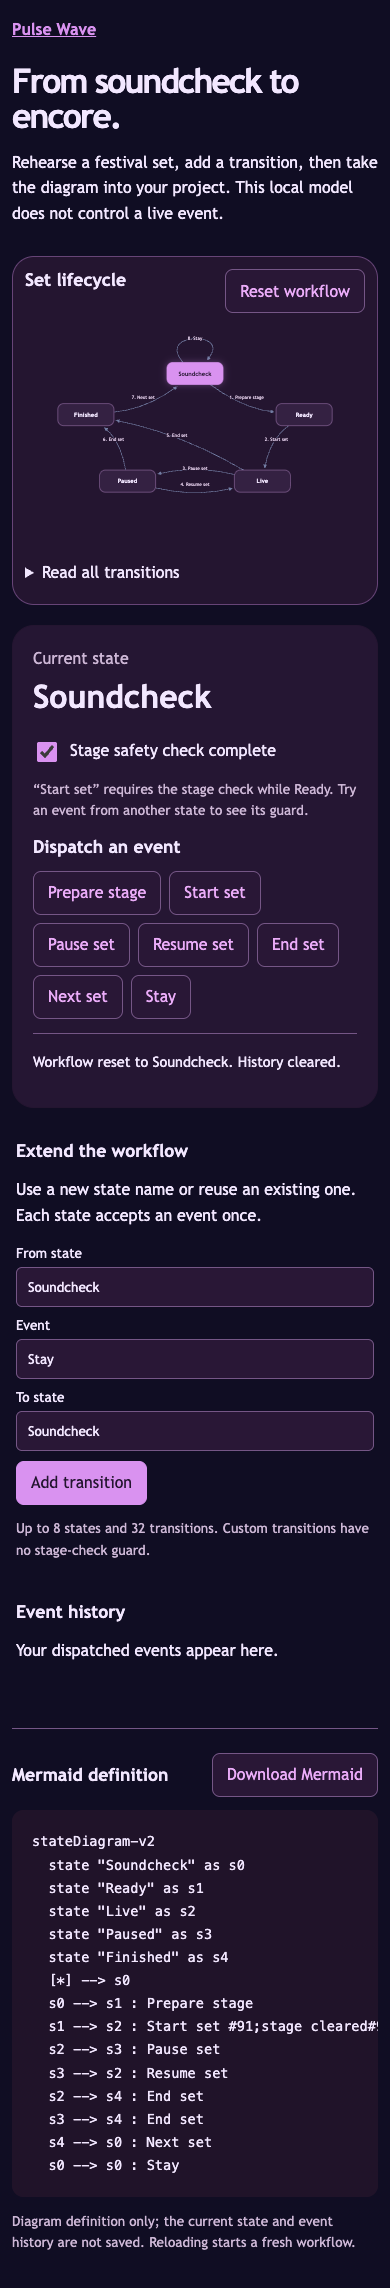 Pulse Wave
From soundcheck to
encore.
Rehearse a festival set, add a transition, then take
the diagram into your project. This local model
does not control a live event.
Set lifecycle
Reset workflow
8. Stay
Soundcheck
7. Next set
1. Prepare stage
Finished
Ready
6. End set
5. End set
2. Start set
3. Pause set
Paused
4. Resume set
Live
▶ Read all transitions
Current state
Soundcheck
Stage safety check complete
“Start set” requires the stage check while Ready. Try
an event from another state to see its guard.
Dispatch an event
Prepare stage
Start set
Pause set
Resume set
End set
Next set
Stay
Workflow reset to Soundcheck. History cleared.
Extend the workflow
Use a new state name or reuse an existing one.
Each state accepts an event once.
From state
Soundcheck
Event
Stay
To state
Soundcheck
Add transition
Up to 8 states and 32 transitions. Custom transitions have
no stage-check guard.
Event history
Your dispatched events appear here.
Mermaid definition
Download Mermaid
stateDiagram-v2
state "Soundcheck" as s0
state "Ready" as s1
state "Live" as s2
state "Paused" as s3
state "Finished" as s4
[*] --> s0
s0 --> s1 : Prepare stage
s1 --> s2 : Start set #91;stage cleared#9
s2 --> s3 : Pause set
s3 --> s2 : Resume set
s2 --> s4 : End set
s3 --> s4 : End set
s4 --> s0 : Next set
s0 --> s0 : Stay
Diagram definition only; the current state and event
history are not saved. Reloading starts a fresh workflow.